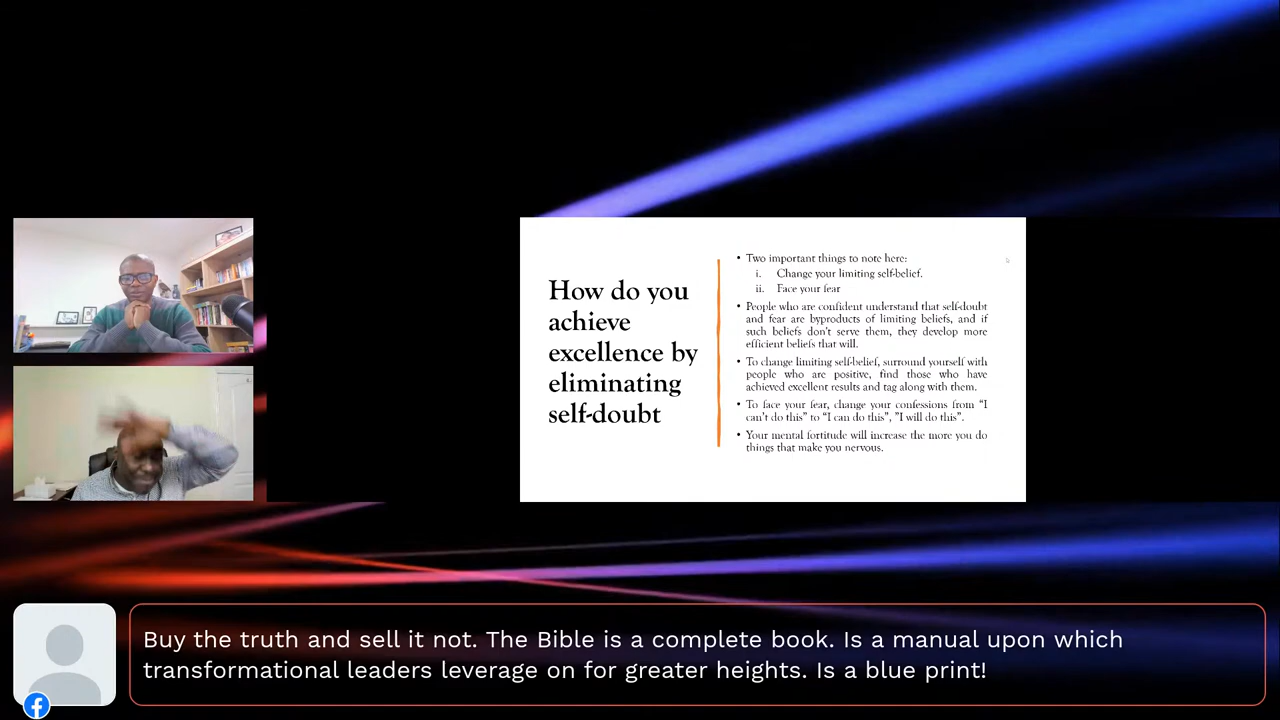 How do you
achieve
excellence by
eliminating
self-doubt
• Two important things to note here:
i. Change your limiting self-belief.
ii. Face your fear
• People who are confident understand that self-doubt
and fear are byproducts of limiting beliefs, and if
such beliefs don't serve them, they develop more
efficient beliefs that will.
• To change limiting self-belief, surround yourself with
people who are positive, find those who have
achieved excellent results and tag along with them.
• To face your fear, change your confessions from “I
can't do this” to “I can do this”, ”I will do this”.
• Your mental fortitude will increase the more you do
things that make you nervous.
Buy the truth and sell it not. The Bible is a complete book. Is a manual upon which
transformational leaders leverage on for greater heights. Is a blue print!